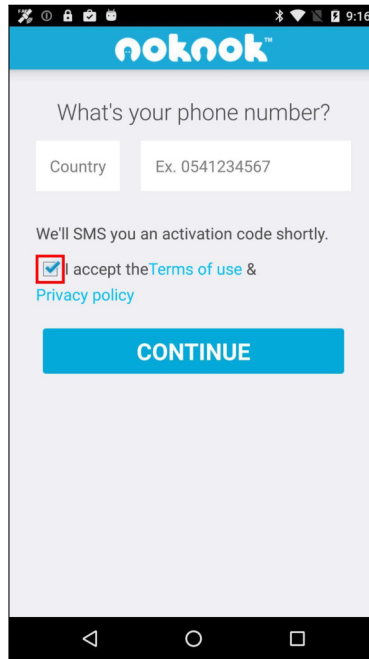 9:16
noknok™
What's your phone number?
Country
Ex. 0541234567
We'll SMS you an activation code shortly.
I accept theTerms of use &
Privacy policy
CONTINUE